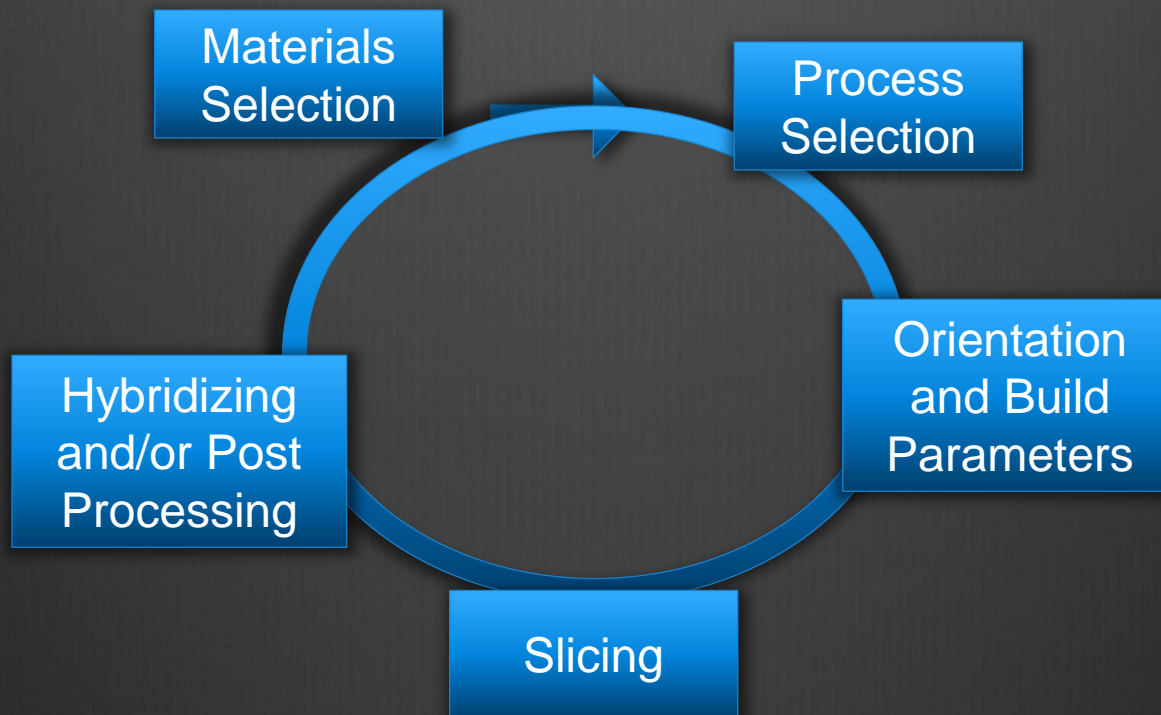 Materials
Selection
Process
Selection
Orientation
and Build
Parameters
Slicing
Hybridizing
and/or Post
Processing